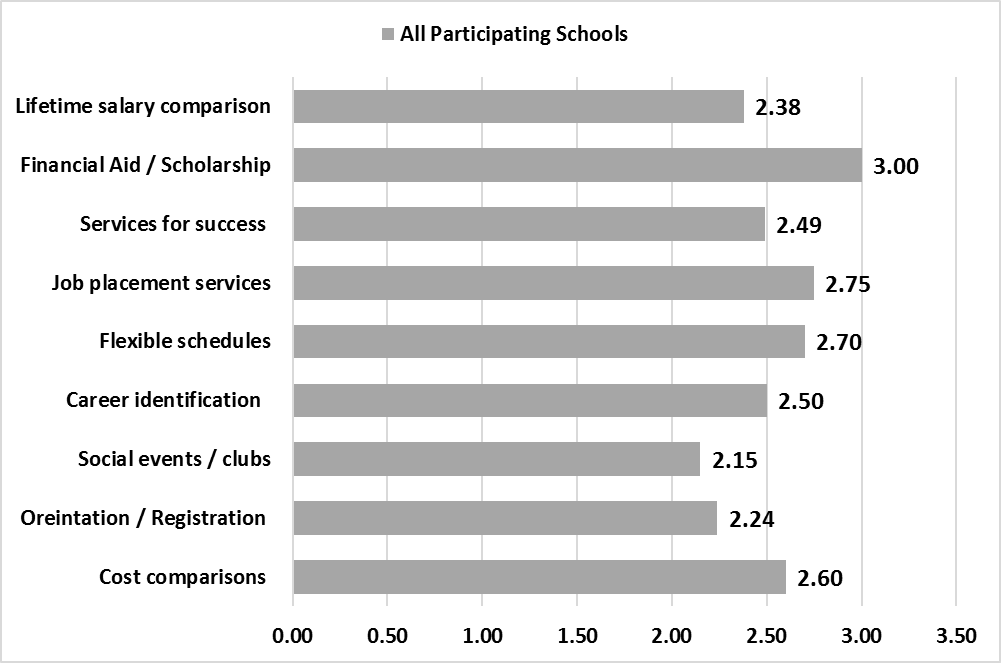 All Participating Schools
Lifetime salary comparison 2.38
Financial Aid / Scholarship 3.00
Services for success 2.49
Job placement services 2.75
Flexible schedules 2.70
Career identification 2.50
Social events / clubs 2.15
Oreintation / Registration 2.24
Cost comparisons 2.60
0.00 0.50 1.00 1.50 2.00 2.50 3.00 3.50